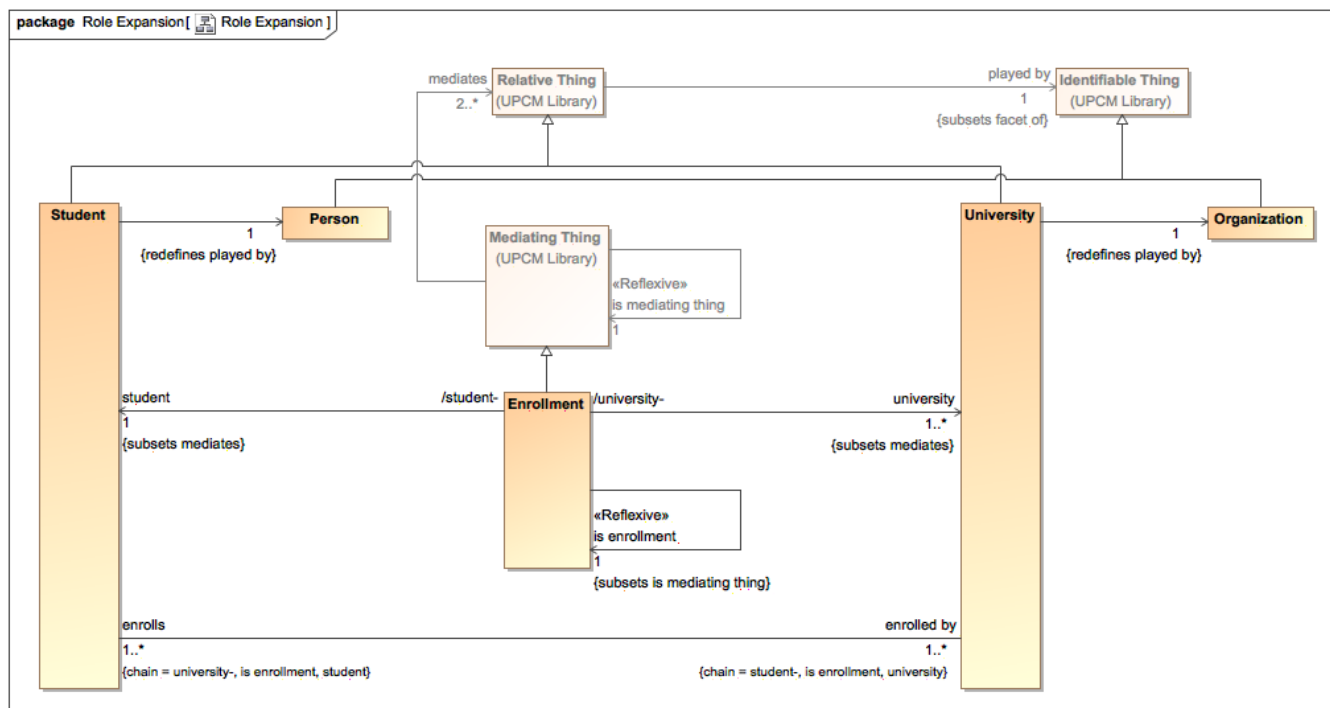 package Role Expansion[ Role Expansion ]
mediates
2..*
Relative Thing
(UPCM Library)
played by
1
{subsets facet of}
Identifiable Thing
(UPCM Library)
Student
1
{redefines played by}
Person
Mediating Thing
(UPCM Library)
«Reflexive»
is mediating thing
1
University
1
{redefines played by}
Organization
student
1
{subsets mediates}
/student-
Enrollment
/university-
university
1..*
{subsets mediates}
«Reflexive»
is enrollment
1
{subsets is mediating thing}
enrolls
1..*
{chain = university-, is enrollment, student}
enrolled by
1..*
{chain = student-, is enrollment, university}